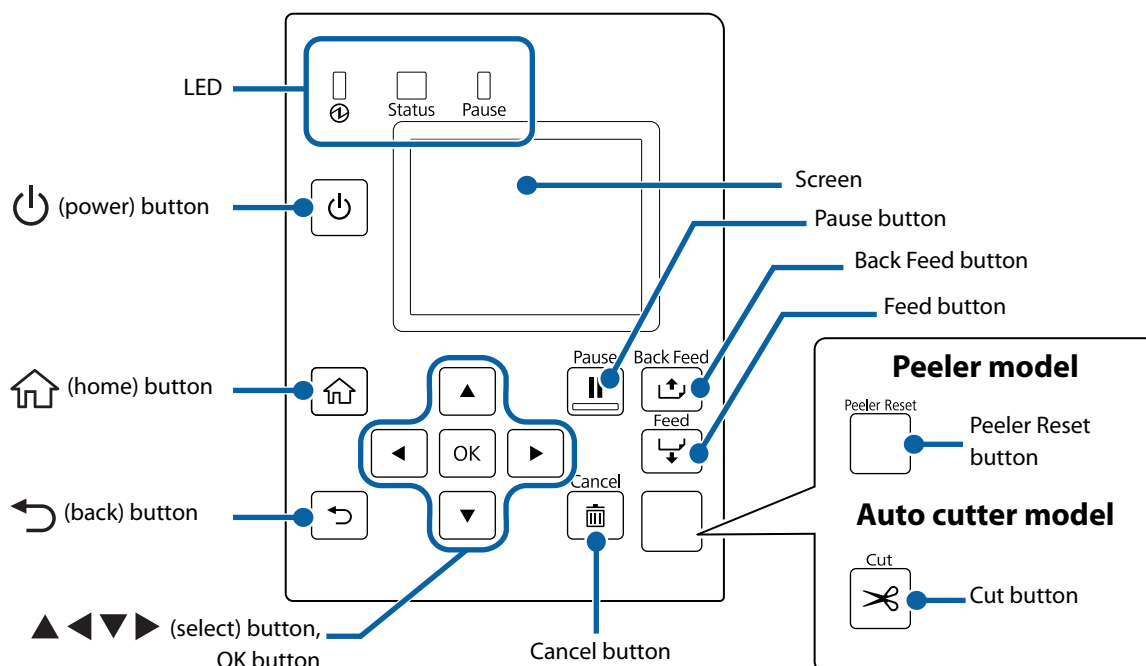 LED
Status
Pause
(power) button
Screen
Pause button
Back Feed button
Feed button
(home) button
Pause
Back Feed
Feed
OK
Cancel
(back) button
(select) button,
OK button
Cancel button
Peeler model
Peeler Reset
Peeler Reset
button
Auto cutter model
Cut
Cut button